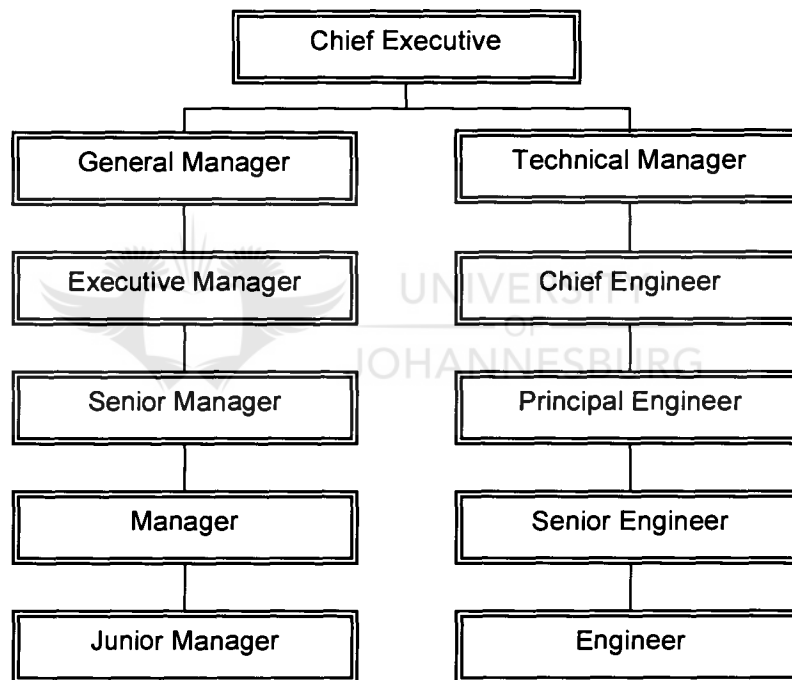 Chief Executive
General Manager
Technical Manager
Executive Manager
Chief Engineer
UNIVERSITY
OF
JOHANNESBURG
Senior Manager
Principal Engineer
Manager
Senior Engineer
Junior Manager
Engineer